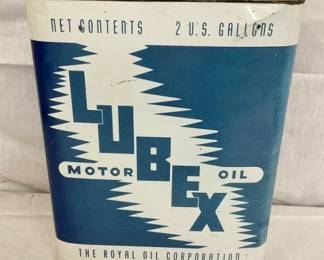 NET CONTENTS 2 U.S. GALLONS
LUBEX
MOTOR OIL
THE ROYAL OIL CORPORATION